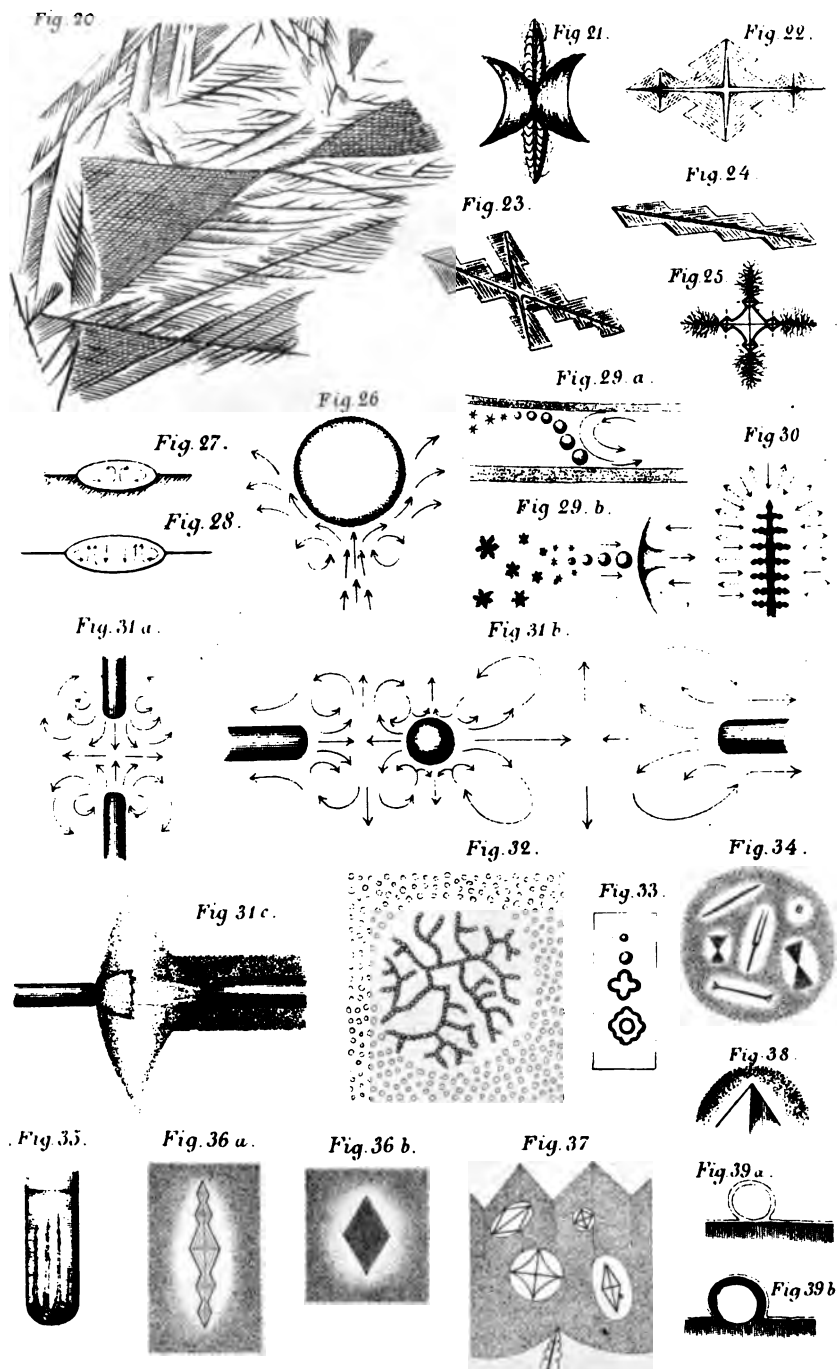 Fig. 20
Fig. 21.
Fig. 22.
Fig. 23.
Fig. 24
Fig. 25.
Fig. 26
Fig. 27.
Fig. 28.
Fig. 29. a.
Fig. 29. b.
Fig. 30
Fig. 31 a.
Fig. 31 b.
Fig. 31 c.
Fig. 32.
Fig. 33.
Fig. 34.
Fig. 35.
Fig. 36 a.
Fig. 36 b.
Fig. 37
Fig. 38.
Fig. 39 a.
Fig. 39 b